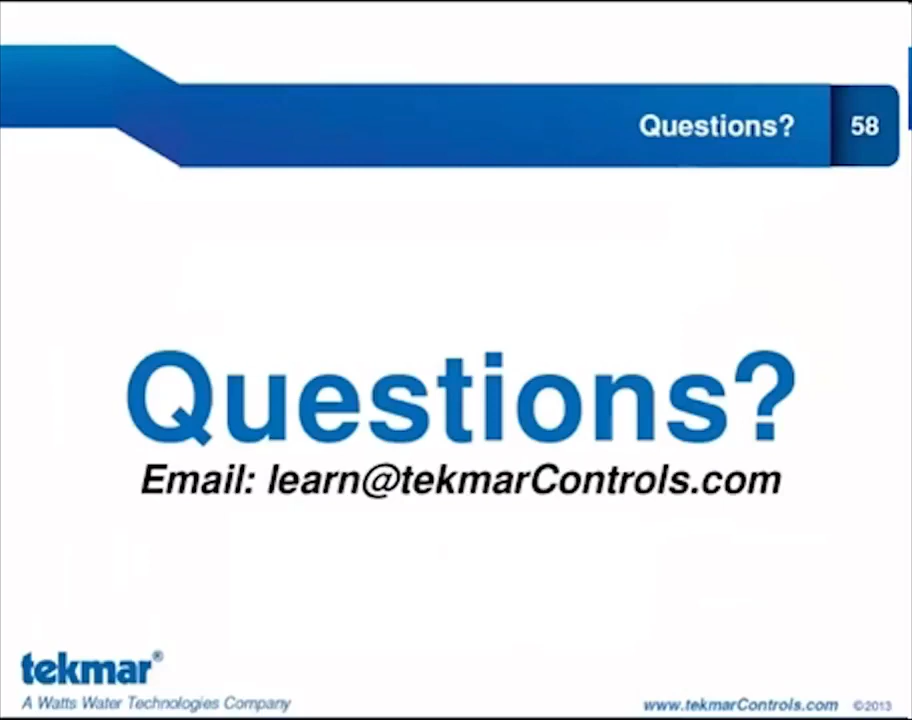 Questions? 58
Questions?
Email: learn@tekmarControls.com
tekmar®
A Watts Water Technologies Company
www.tekmarControls.com ©2013